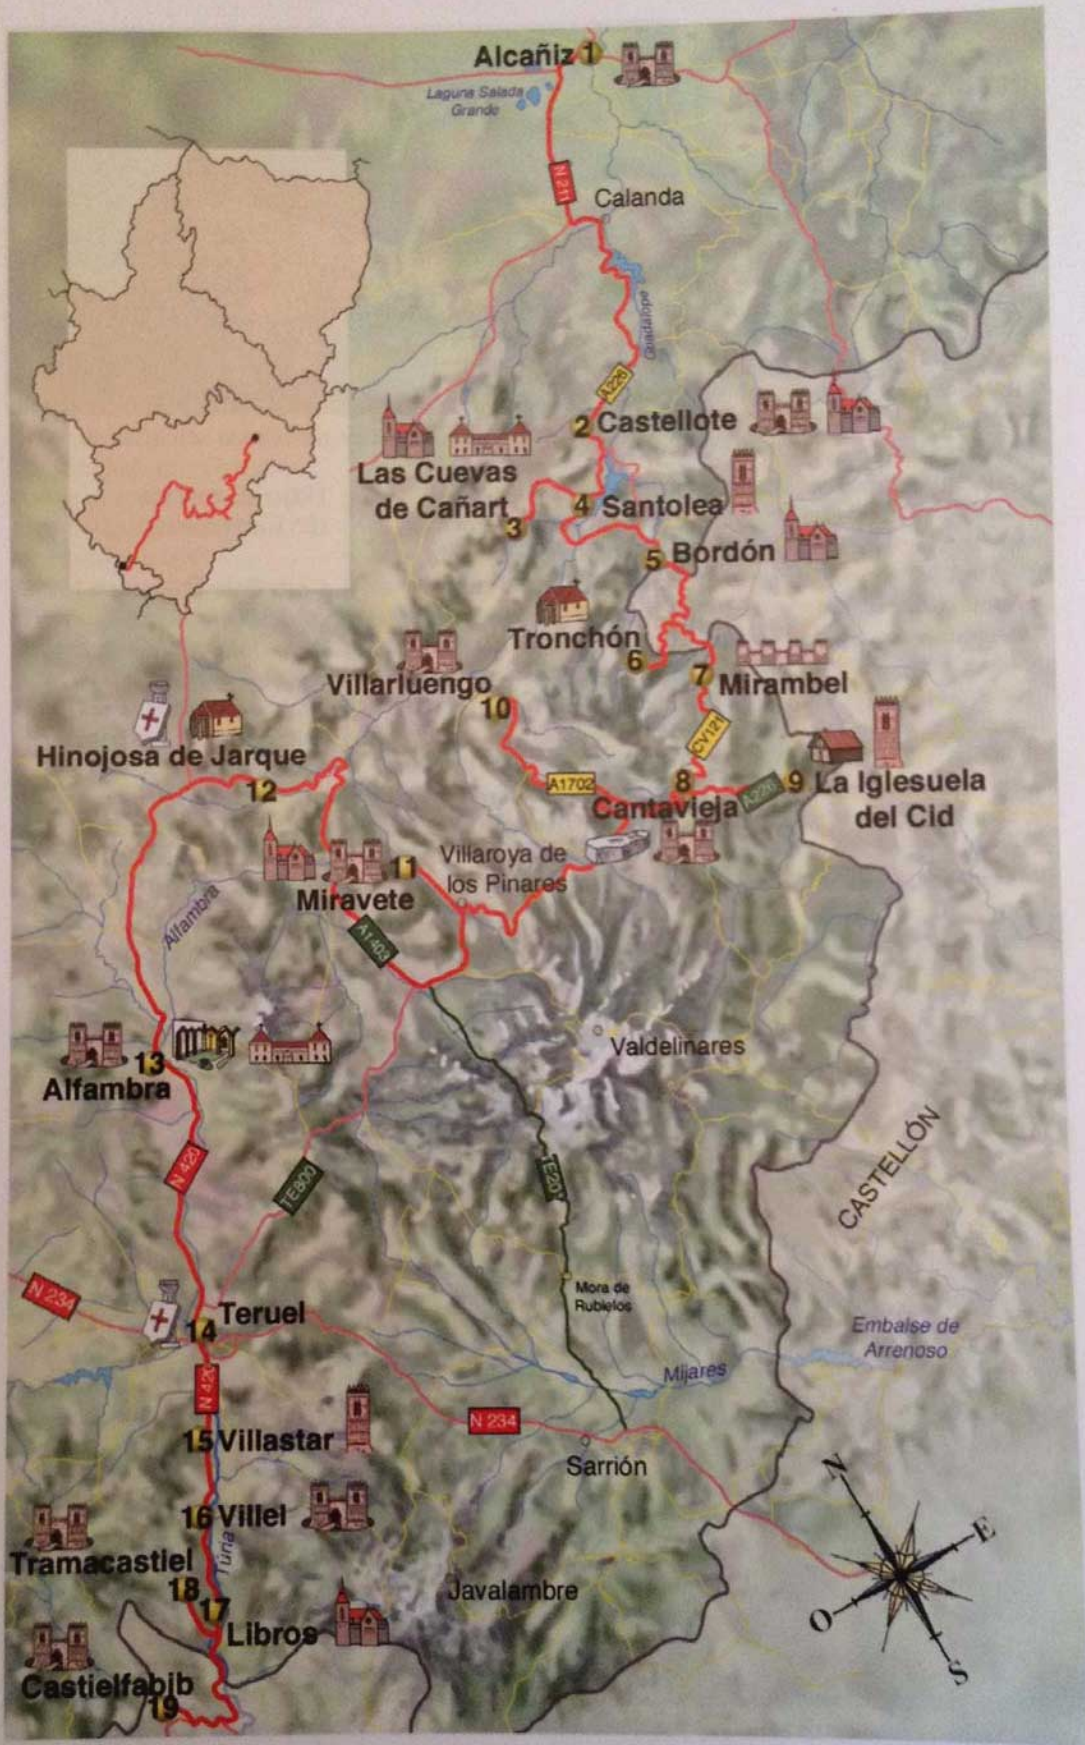 Alcañiz 1
Laguna Salada
Grande
N 211
Calanda
Guadalope
A226
2 Castellote
Las Cuevas
de Cañart
3
4 Santolea
5 Bordón
Tronchón
6
7 Mirambel
Villarluengo
10
CV121
Hinojosa de Jarque
12
A1702
8
Cantavieja
A226
9 La Iglesuela
del Cid
11
Miravete
Villaroya de
los Pinares
Alfambra
A1403
Valdelinares
13
Alfambra
CASTELLÓN
N 420
TE800
TE20
N 234
Mora de
Rubielos
Teruel
14
Embalse de
Arrenoso
Mijares
N 420
N 234
15 Villastar
Sarrión
16 Villel
N
E
O
S
Turia
Tramacastiel
18
17
Javalambre
Libros
Castielfabib
19